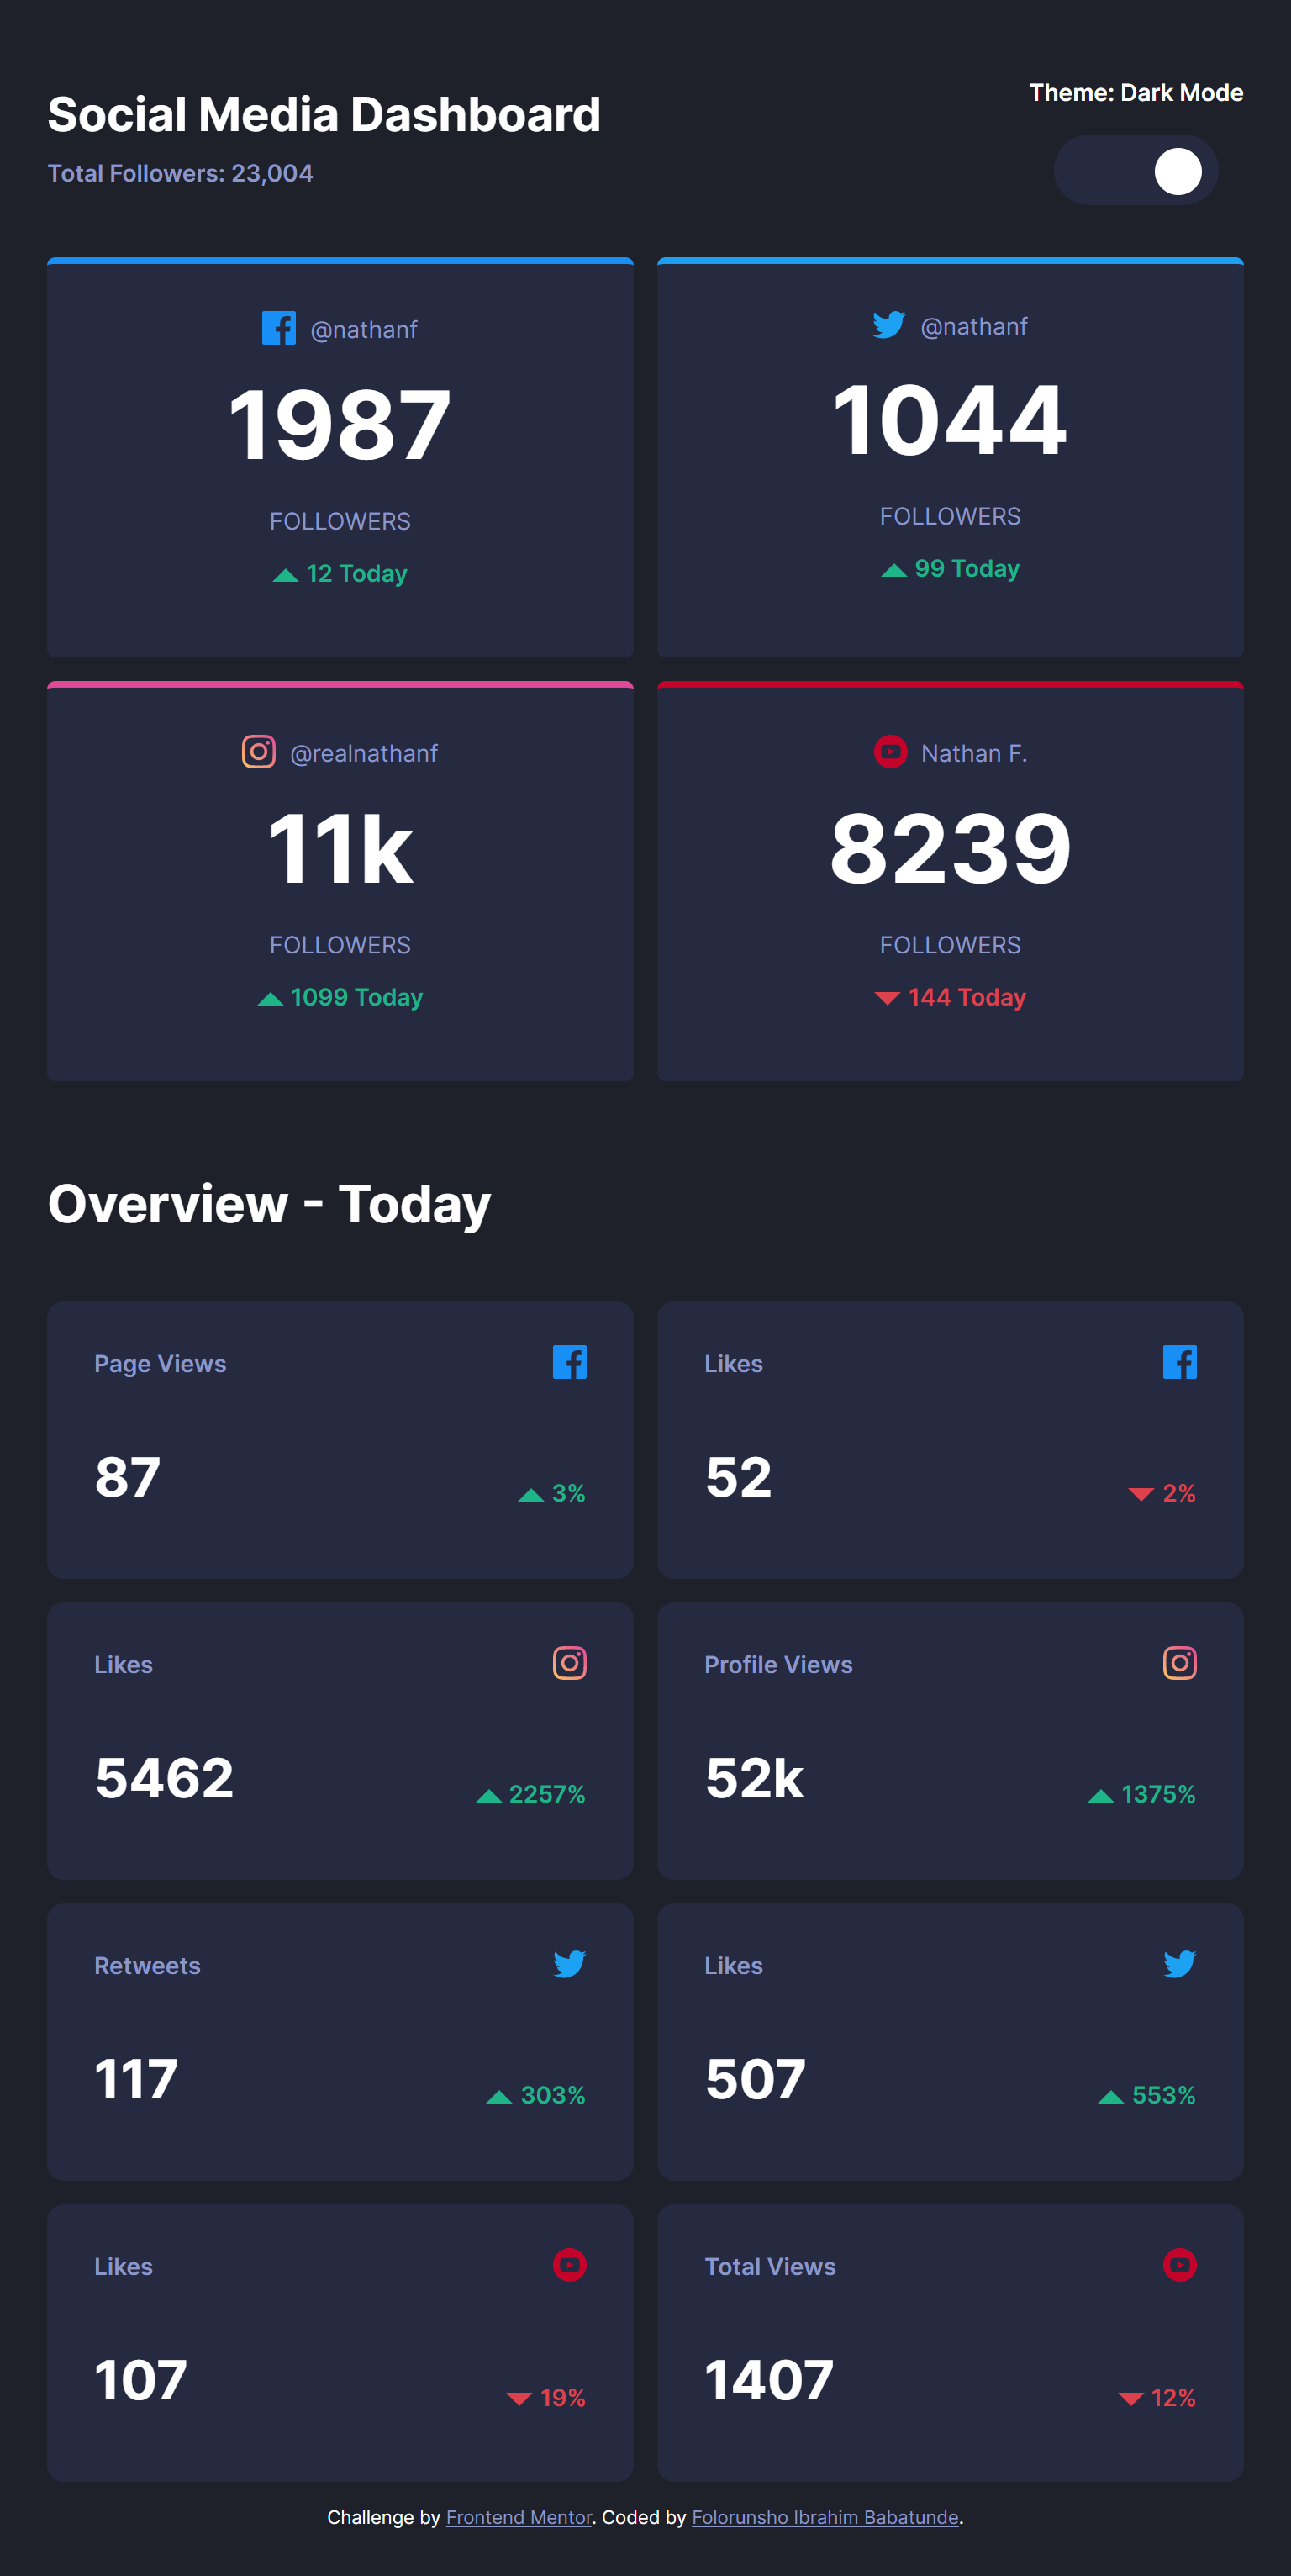 Social Media Dashboard
Total Followers: 23,004
Theme: Dark Mode
@nathanf
1987
FOLLOWERS
12 Today
@nathanf
1044
FOLLOWERS
99 Today
@realnathanf
11k
FOLLOWERS
1099 Today
Nathan F.
8239
FOLLOWERS
144 Today
Overview - Today
Page Views
87
3%
Likes
52
2%
Likes
5462
2257%
Profile Views
52k
1375%
Retweets
117
303%
Likes
507
553%
Likes
107
19%
Total Views
1407
12%
Challenge by Frontend Mentor. Coded by Folorunsho Ibrahim Babatunde.